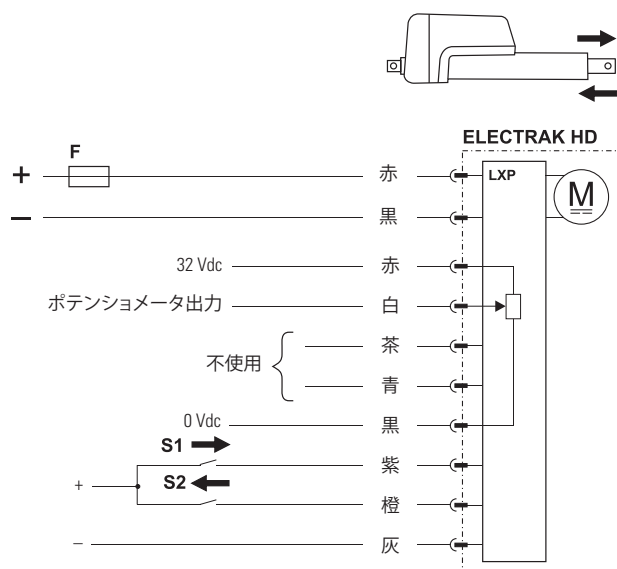 ELECTRAK HD
F
+
赤
LXP
M
–
黒
32 Vdc
赤
ポテンショメータ出力
白
茶
不使用
青
0 Vdc
黒
S1
紫
S2
+
橙
–
灰